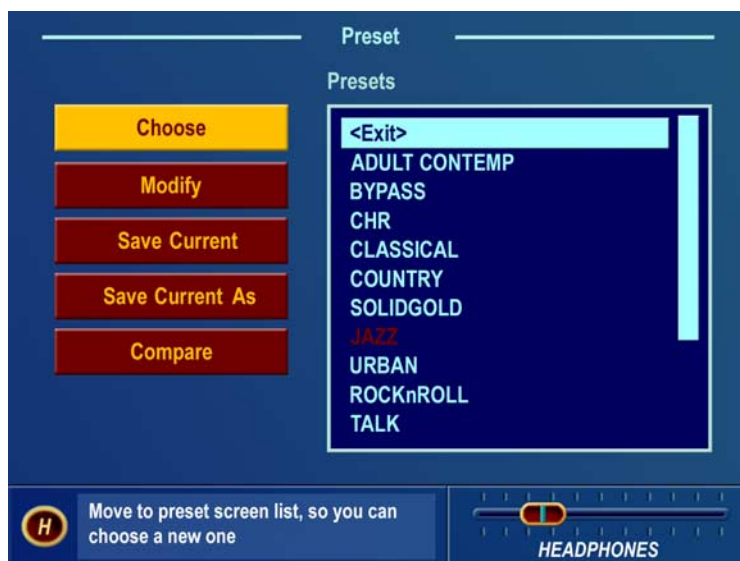 Preset
Presets
Choose
Modify
Save Current
Save Current As
Compare
<Exit>
ADULT CONTEMP
BYPASS
CHR
CLASSICAL
COUNTRY
SOLIDGOLD
JAZZ
URBAN
ROCKnROLL
TALK
H
Move to preset screen list, so you can
choose a new one
HEADPHONES